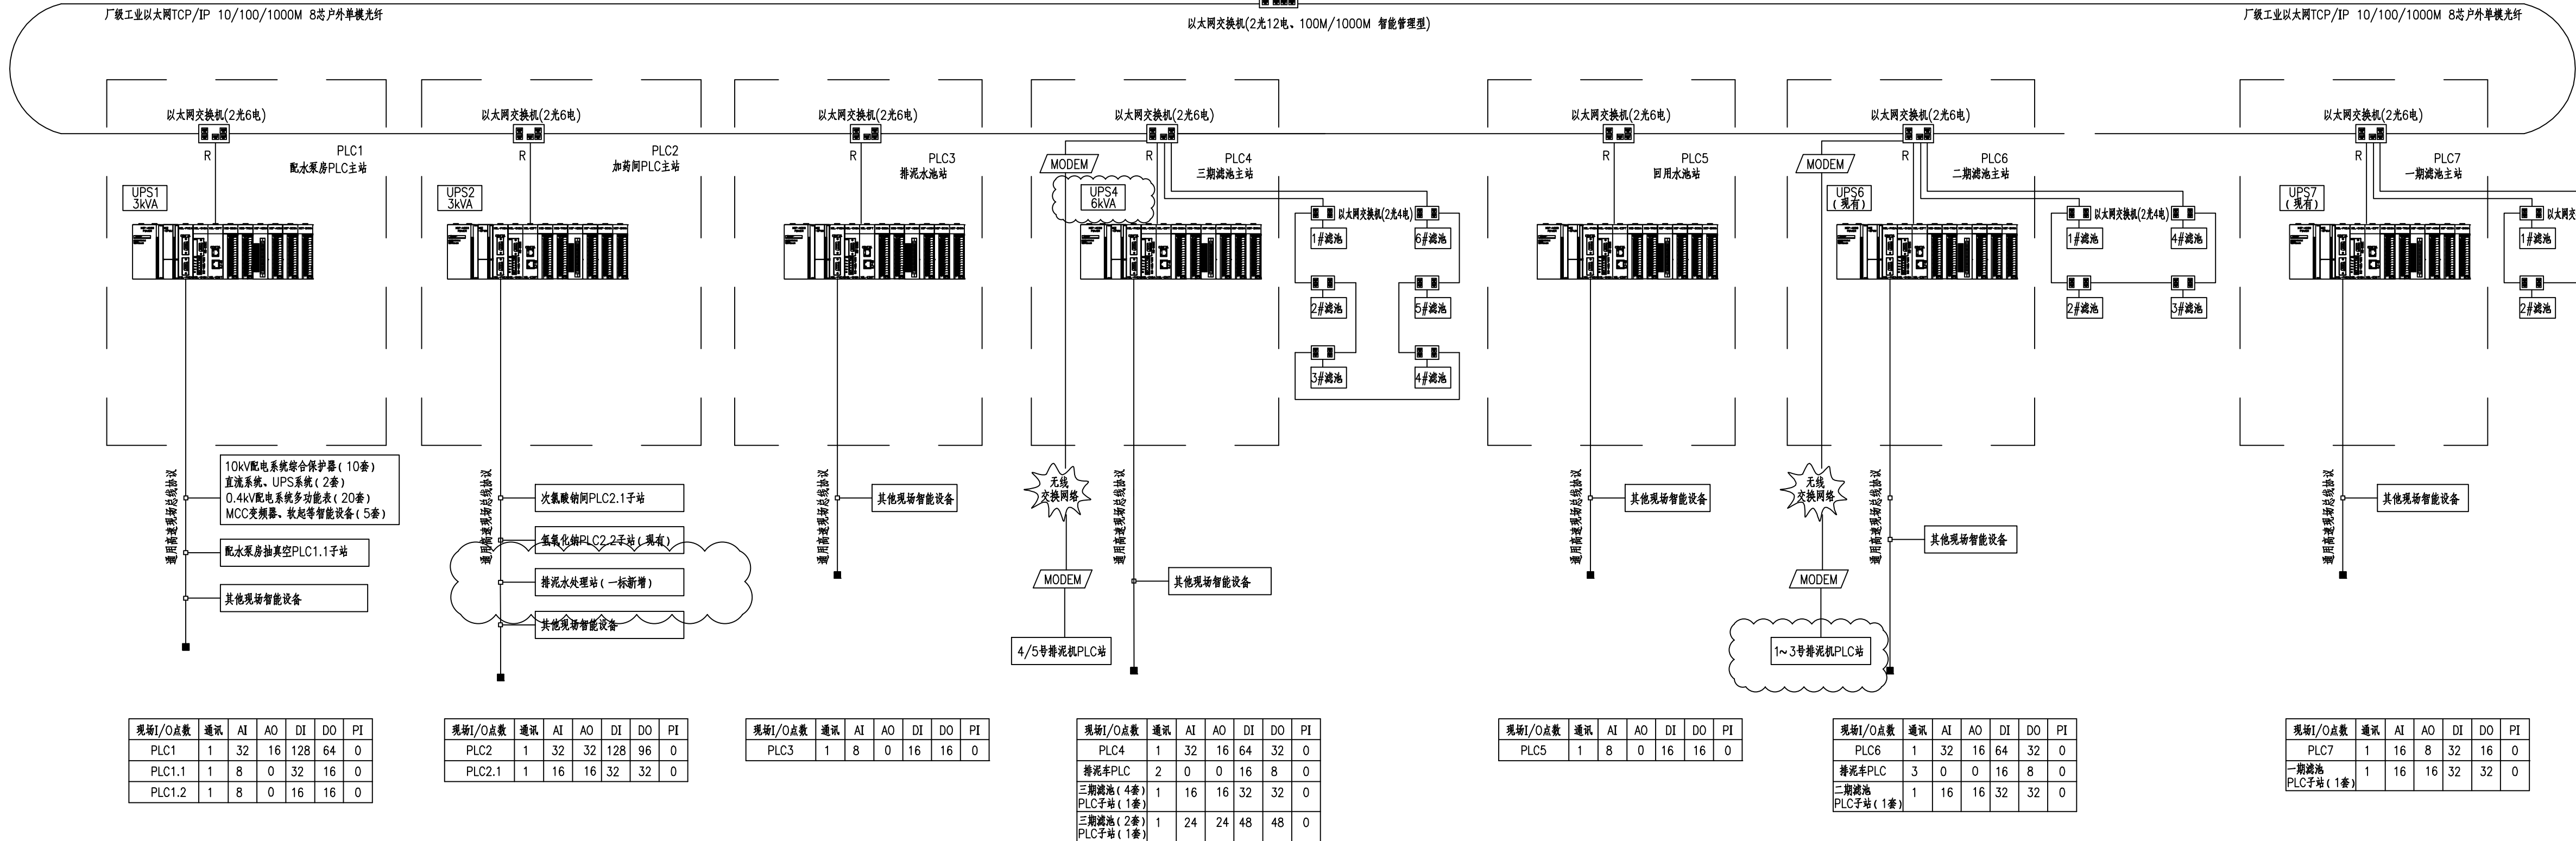 厂级工业以太网TCP/IP 10/100/1000M 8芯户外单模光纤
以太网交换机(2光12电、100M/1000M 智能管理型)
厂级工业以太网TCP/IP 10/100/1000M 8芯户外单模光纤
以太网交换机(2光6电)
R
PLC1
配水泵房PLC主站
UPS1
3kVA
通用高速现场总线协议
10kV配电系统综合保护器(10套)
直流系统、UPS系统(2套)
0.4kV配电系统多功能表(20套)
MCC变频器、软起等智能设备(5套)
配水泵房抽真空PLC1.1子站
其他现场智能设备
以太网交换机(2光6电)
R
PLC2
加药间PLC主站
UPS2
3kVA
通用高速现场总线协议
次氯酸钠间PLC2.1子站
氢氧化钠PLC2.2子站(现有)
排泥水处理站(一标新增)
其他现场智能设备
以太网交换机(2光6电)
R
PLC3
排泥水池站
通用高速现场总线协议
其他现场智能设备
以太网交换机(2光6电)
MODEM
R
PLC4
三期滤池主站
UPS4
6kVA
以太网交换机(2光4电)
1#滤池
6#滤池
2#滤池
5#滤池
3#滤池
4#滤池
无线
交换网络
通用高速现场总线协议
MODEM
其他现场智能设备
4/5号排泥机PLC站
以太网交换机(2光6电)
R
PLC5
回用水池站
通用高速现场总线协议
其他现场智能设备
以太网交换机(2光6电)
MODEM
R
PLC6
二期滤池主站
UPS6
(现有)
以太网交换机(2光4电)
1#滤池
4#滤池
2#滤池
3#滤池
无线
交换网络
通用高速现场总线协议
其他现场智能设备
MODEM
1~3号排泥机PLC站
以太网交换机(2光6电)
R
PLC7
一期滤池主站
UPS7
(现有)
以太网交
1#滤池
2#滤池
通用高速现场总线协议
其他现场智能设备
现场I/O点数 通讯 AI AO DI DO PI
PLC1 1 32 16 128 64 0
PLC1.1 1 8 0 32 16 0
PLC1.2 1 8 0 16 16 0
现场I/O点数 通讯 AI AO DI DO PI
PLC2 1 32 32 128 96 0
PLC2.1 1 16 16 32 32 0
现场I/O点数 通讯 AI AO DI DO PI
PLC3 1 8 0 16 16 0
现场I/O点数 通讯 AI AO DI DO PI
PLC4 1 32 16 64 32 0
排泥车PLC 2 0 0 16 8 0
三期滤池(4套)
PLC子站(1套) 1 16 16 32 32 0
三期滤池(2套)
PLC子站(1套) 1 24 24 48 48 0
现场I/O点数 通讯 AI AO DI DO PI
PLC5 1 8 0 16 16 0
现场I/O点数 通讯 AI AO DI DO PI
PLC6 1 32 16 64 32 0
排泥车PLC 3 0 0 16 8 0
二期滤池
PLC子站(1套) 1 16 16 32 32 0
现场I/O点数 通讯 AI AO DI DO PI
PLC7 1 16 8 32 16 0
一期滤池
PLC子站(1套) 1 16 16 32 32 0